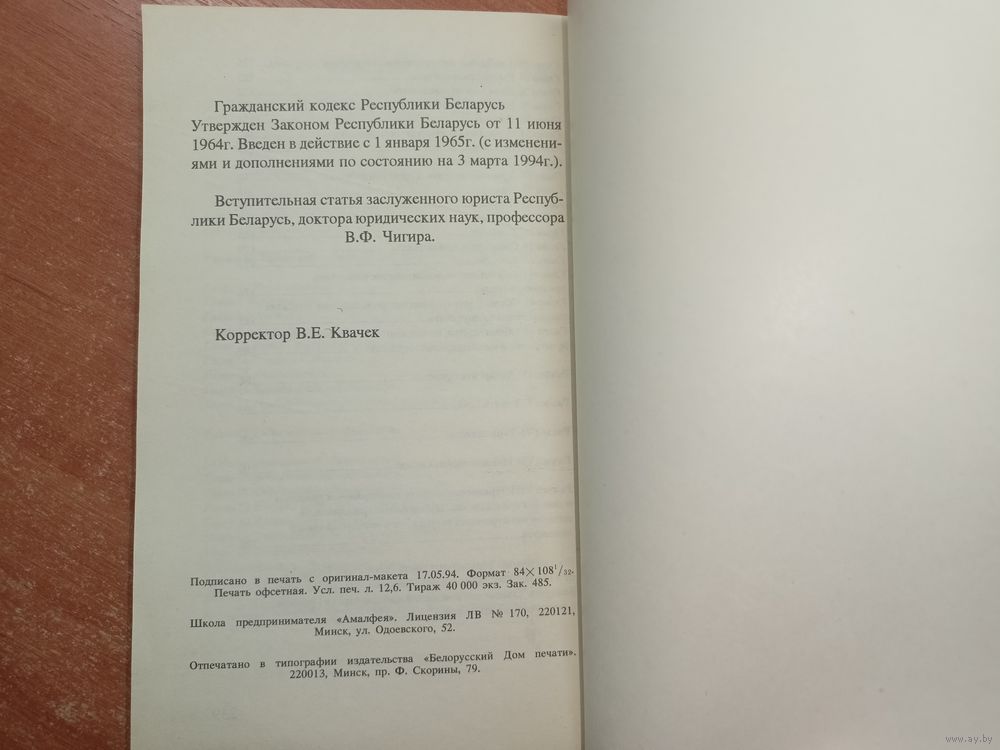 Гражданский кодекс Республики Беларусь
Утвержден Законом Республики Беларусь от 11 июня
1964г. Введен в действие с 1 января 1965г. (с изменени-
ями и дополнениями по состоянию на 3 марта 1994г.).
Вступительная статья заслуженного юриста Респуб-
лики Беларусь, доктора юридических наук, профессора
В.Ф. Чигира.
Корректор В.Е. Квачек
Подписано в печать с оригинал-макета 17.05.94. Формат 84×108¹/₃₂.
Печать офсетная. Усл. печ. л. 12,6. Тираж 40 000 экз. Зак. 485.
Школа предпринимателя «Амалфея». Лицензия ЛВ № 170, 220121,
Минск, ул. Одоевского, 52.
Отпечатано в типографии издательства «Белорусский Дом печати».
220013, Минск, пр. Ф. Скорины, 79.
www.ay.by